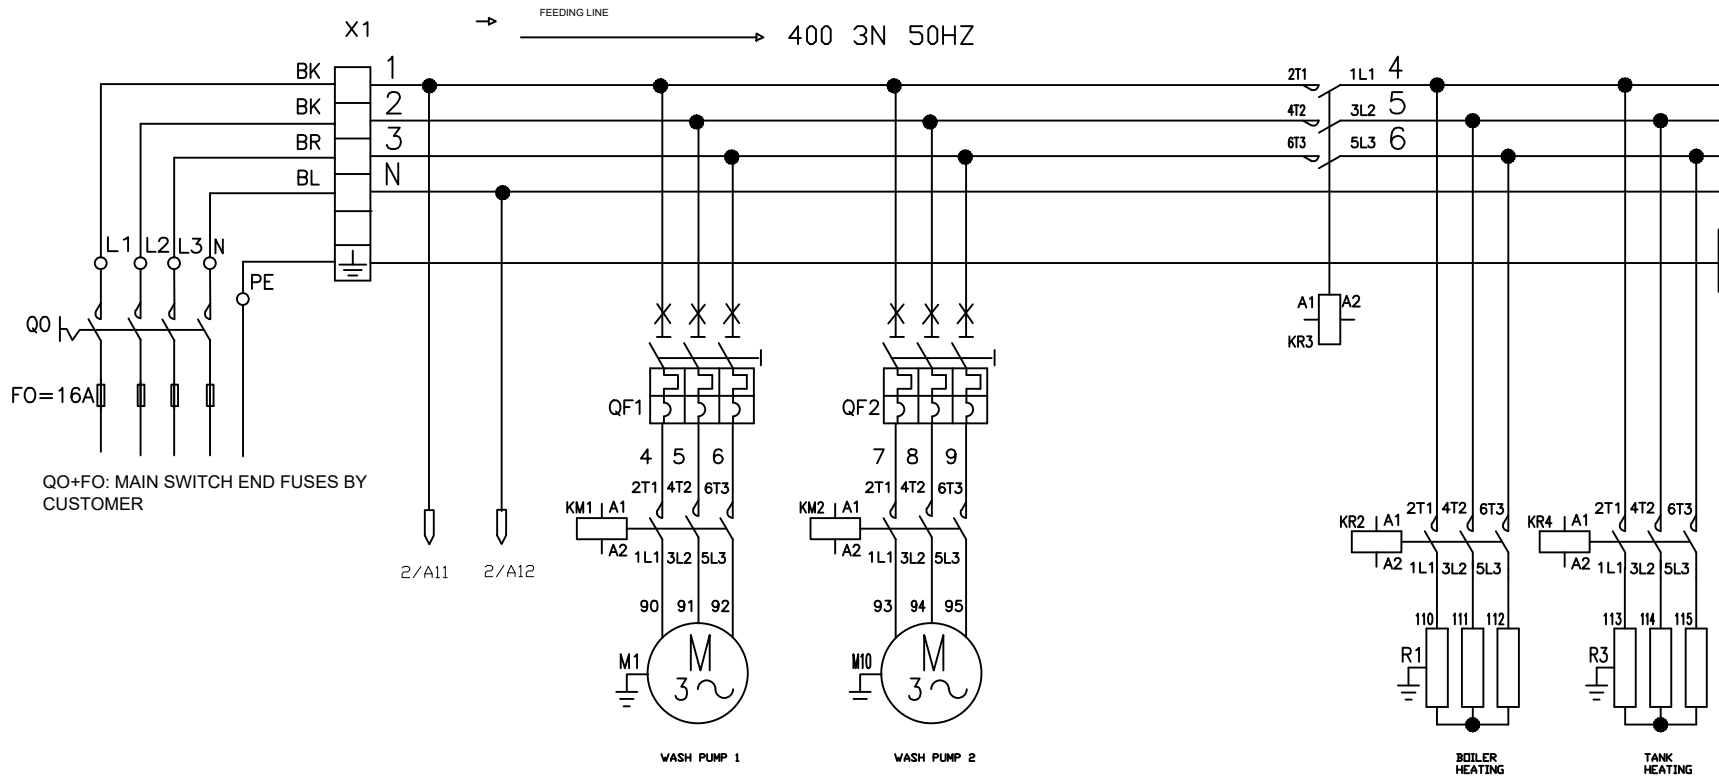 FEEDING LINE
X1
400 3N 50HZ
BK 1 2T1 1L1 4
BK 2 4T2 3L2 5
BR 3 6T3 5L3 6
BL N
L1 L2 L3 N
PE
A1 A2
KR3
QO
FO=16A
QF1 QF2
4 5 6 7 8 9
QO+FO: MAIN SWITCH END FUSES BY
CUSTOMER
2T1 4T2 6T3 2T1 4T2 6T3
KM1 A1 KM2 A1
2T1 4T2 6T3 2T1 4T2 6T3
KR2 A1 KR4 A1
A2 1L1 3L2 5L3 A2 1L1 3L2 5L3
A2 1L1 3L2 5L3 A2 1L1 3L2 5L3
2/A11 2/A12
90 91 92 93 94 95
110 111 112 113 114 115
M1 M M10 M
R1 R3
3 3
WASH PUMP 1 WASH PUMP 2
BOILER
HEATING
TANK
HEATING